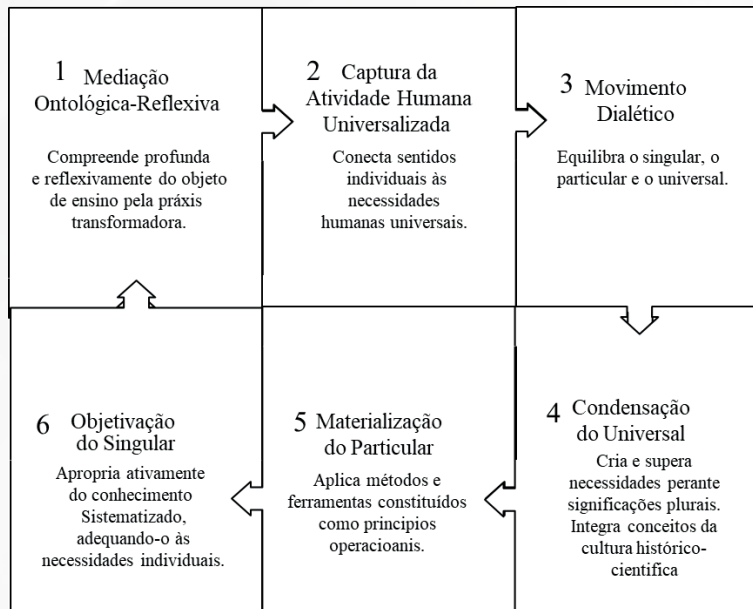 1 Mediação
Ontológica-Reflexiva
Compreende profunda
e reflexivamente do objeto
de ensino pela práxis
transformadora.
2 Captura da
Atividade Humana
Universalizada
Conecta sentidos
individuais às
necessidades
humanas universais.
3 Movimento
Dialético
Equilibra o singular, o
particular e o universal.
4 Condensação
do Universal
Cria e supera
necessidades perante
significações plurais.
Integra conceitos da
cultura histórico-
cientifica
5 Materialização
do Particular
Aplica métodos e
ferramentas constituídos
como principios
operacioanis.
6 Objetivação
do Singular
Apropria ativamente
do conhecimento
Sistematizado,
adequando-o às
necessidades individuais.